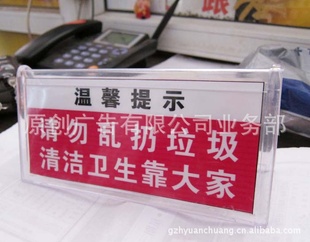 温馨提示
请勿乱扔垃圾
清洁卫生靠大家
原创广告有限公司业务部
gzhyuanchuang.cn.alibaba.com